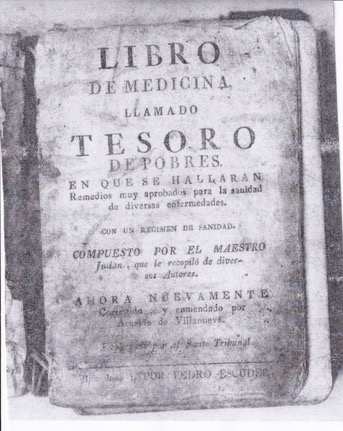 LIBRO
DE MEDICINA,
LLAMADO
TESORO
DE POBRES.
EN QUE SE HALLARAN
Remedios muy aprobados para la sanidad
de diversas enfermedades.
CON UN REGIMEN DE SANIDAD.
COMPUESTO POR EL MAESTRO
Julian, que le recopiló de diver-
sos Autores.
AHORA NUEVAMENTE
Corregido y enmendado por
Arnaldo de Villanueva.
por el Santo Tribunal.
POR PEDRO ESCUDER